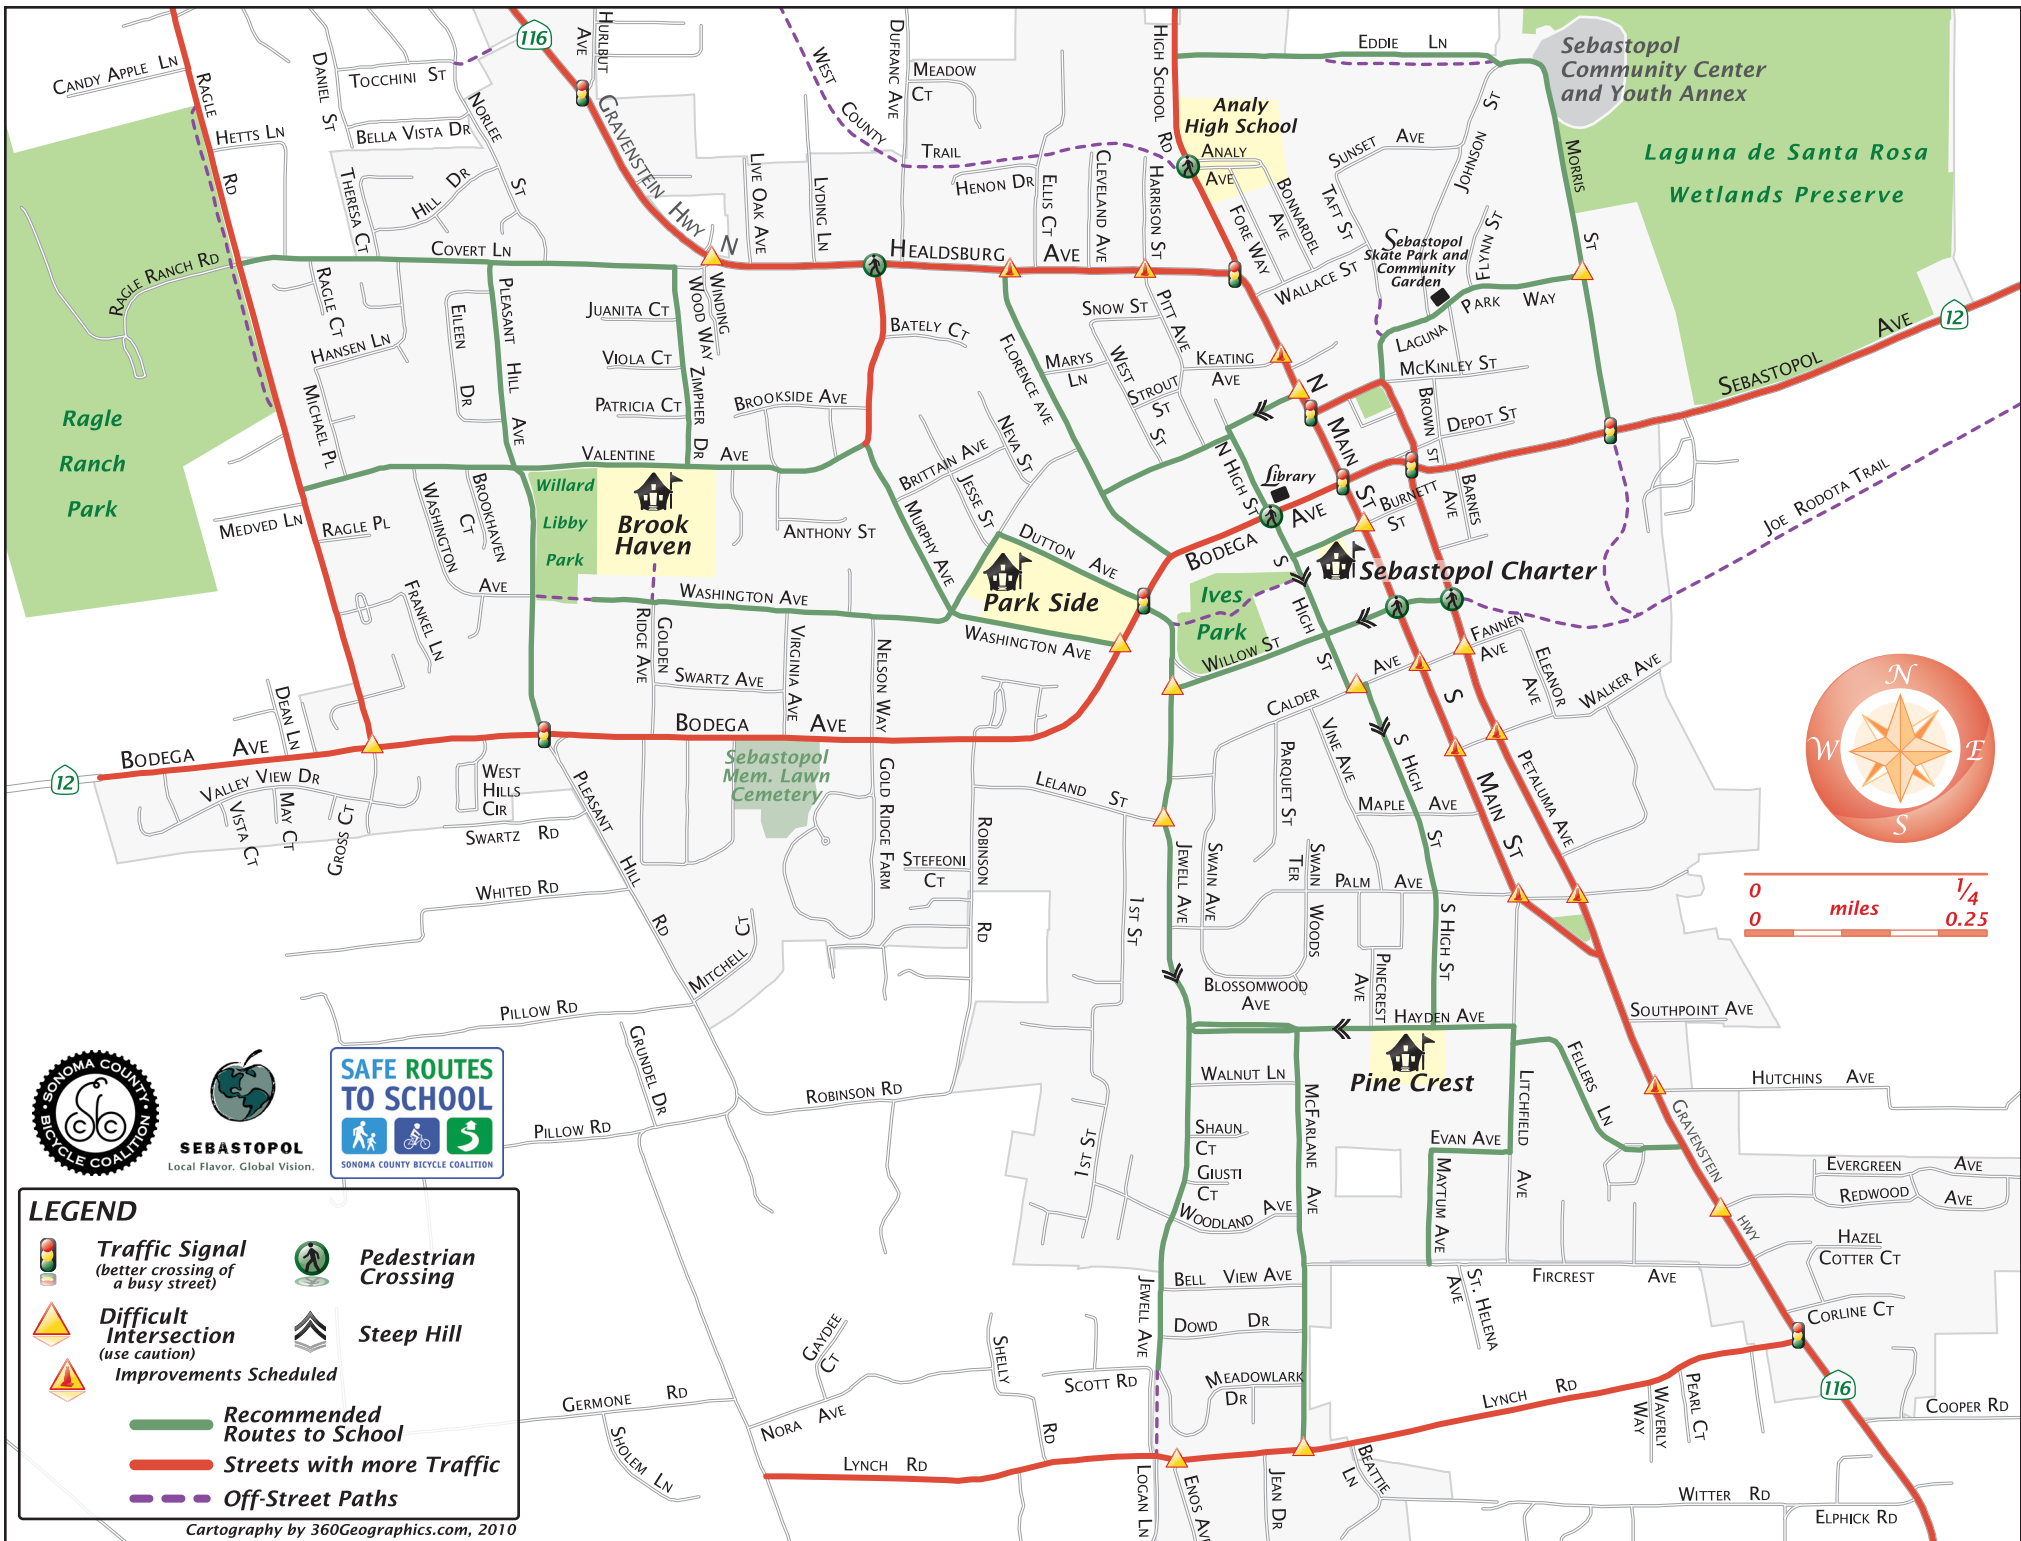 116
12
12
116
CANDY APPLE LN
RAGLE
RD
HETTS LN
DANIEL ST
TOCCHINI ST
BELLA VISTA DR
NORLEE
ST
THERESA CT
HILL DR
COVERT LN
HURLBUT
AVE
GRAVENSTEIN HWY N
LIVE OAK AVE
LYDING LN
WEST
COUNTY
TRAIL
DUFRANC AVE
MEADOW
CT
HENON DR
ELLIS CT
CLEVELAND AVE
HARRISON ST
HIGH SCHOOL RD
Analy
High School
ANALY
AVE
BONNARDEL
AVE
FORE WAY
EDDIE LN
SUNSET AVE
TAFT ST
JOHNSON ST
FLYNN ST
WALLACE ST
MORRIS
ST
Sebastopol
Community Center
and Youth Annex
Laguna de Santa Rosa
Wetlands Preserve
Sebastopol
Skate Park and
Community
Garden
LAGUNA PARK WAY
MCKINLEY ST
BROWN ST
DEPOT ST
SEBASTOPOL AVE
JOE RODOTA TRAIL
HEALDSBURG AVE
RAGLE RANCH RD
RAGLE CT
HANSEN LN
MICHAEL PL
EILEEN
DR
PLEASANT HILL AVE
JUANITA CT
VIOLA CT
PATRICIA CT
WINDING
WOOD WAY
ZIMPHER DR
BROOKSIDE AVE
BATELY CT
VALENTINE AVE
FLORENCE AVE
SNOW ST
MARYS
LN
PITT AVE
WEST
ST
STROUT
ST
KEATING
AVE
N MAIN ST
N HIGH ST
Library
Ragle
Ranch
Park
MEDVED LN
RAGLE PL
WASHINGTON
AVE
BROOKHAVEN
CT
FRANKEL LN
Willard
Libby
Park
Brook
Haven
ANTHONY ST
BRITTAIN AVE
NEVA ST
JESSE ST
MURPHY AVE
DUTTON AVE
Park Side
WASHINGTON AVE
WASHINGTON AVE
BODEGA AVE
BURNETT
ST
BARNES
AVE
Sebastopol Charter
Ives
Park
WILLOW ST
S HIGH ST
CALDER AVE
FANNEN
AVE
ELEANOR
AVE
WALKER AVE
GOLDEN
RIDGE AVE
SWARTZ AVE
VIRGINIA AVE
NELSON WAY
BODEGA AVE
DEAN LN
BODEGA AVE
VALLEY VIEW DR
VISTA CT
MAY CT
GROSS CT
WEST
HILLS
CIR
SWARTZ RD
WHITED RD
PLEASANT HILL RD
Sebastopol
Mem. Lawn
Cemetery
GOLD RIDGE FARM
STEFEONI
CT
ROBINSON
RD
LELAND ST
1ST ST
JEWELL AVE
SWAIN AVE
PARQUET ST
VINE AVE
MAPLE AVE
S HIGH
ST
SWAIN
TER
WOODS
PALM AVE
S HIGH ST
S MAIN ST
PETALUMA AVE
N
W
E
S
0 1/4
miles
0 0.25
MITCHELL
CT
PILLOW RD
GRUNDEL DR
PILLOW RD
ROBINSON RD
BLOSSOMWOOD
AVE
PINECREST
AVE
HAYDEN AVE
Pine Crest
WALNUT LN
MCFARLANE AVE
SHAUN
CT
GIUSTI
CT
WOODLAND AVE
1ST ST
EVAN AVE
MAYTUM AVE
LITCHFIELD AVE
FELLERS LN
SOUTHPOINT AVE
HUTCHINS AVE
GRAVENSTEIN HWY
EVERGREEN AVE
REDWOOD AVE
HAZEL
COTTER CT
CORLINE CT
FIRCREST AVE
ST. HELENA
AVE
JEWELL AVE
BELL VIEW AVE
DOWD DR
MEADOWLARK
DR
SCOTT RD
SHELLY
RD
GAYDEE
CT
NORA AVE
GERMONE RD
SHOLEM LN
LYNCH RD
LYNCH RD
LOGAN LN
ENOS AVE
JEAN DR
BEATTIE
LN
WAVERLY
WAY
PEARL CT
COOPER RD
WITTER RD
ELPHICK RD
SONOMA COUNTY
BICYCLE COALITION
SEBASTOPOL
Local Flavor. Global Vision.
SAFE ROUTES
TO SCHOOL
SONOMA COUNTY BICYCLE COALITION
LEGEND
Traffic Signal
(better crossing of
a busy street)
Pedestrian
Crossing
Difficult
Intersection
(use caution)
Steep Hill
Improvements Scheduled
Recommended
Routes to School
Streets with more Traffic
Off-Street Paths
Cartography by 360Geographics.com, 2010